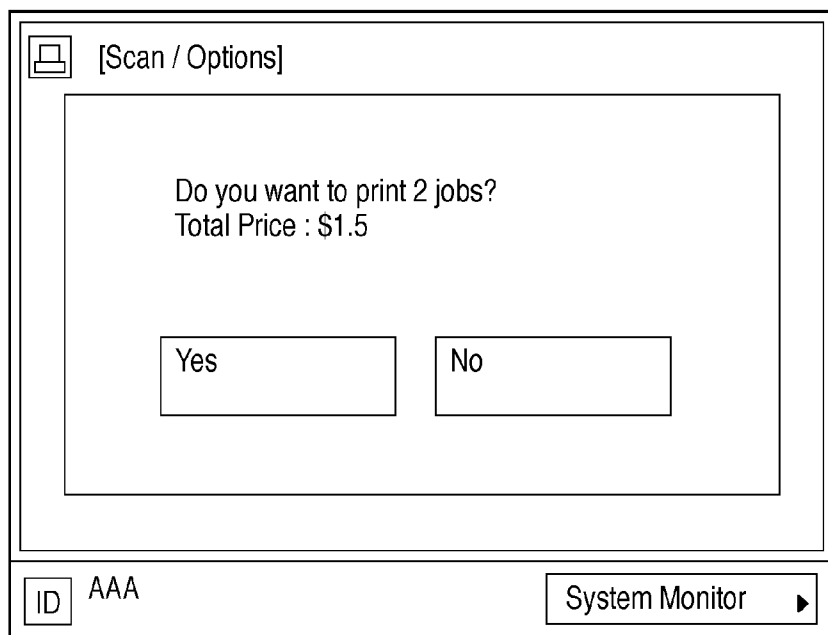 [Scan / Options]
Do you want to print 2 jobs?
Total Price : $1.5
Yes
No
ID
AAA
System Monitor